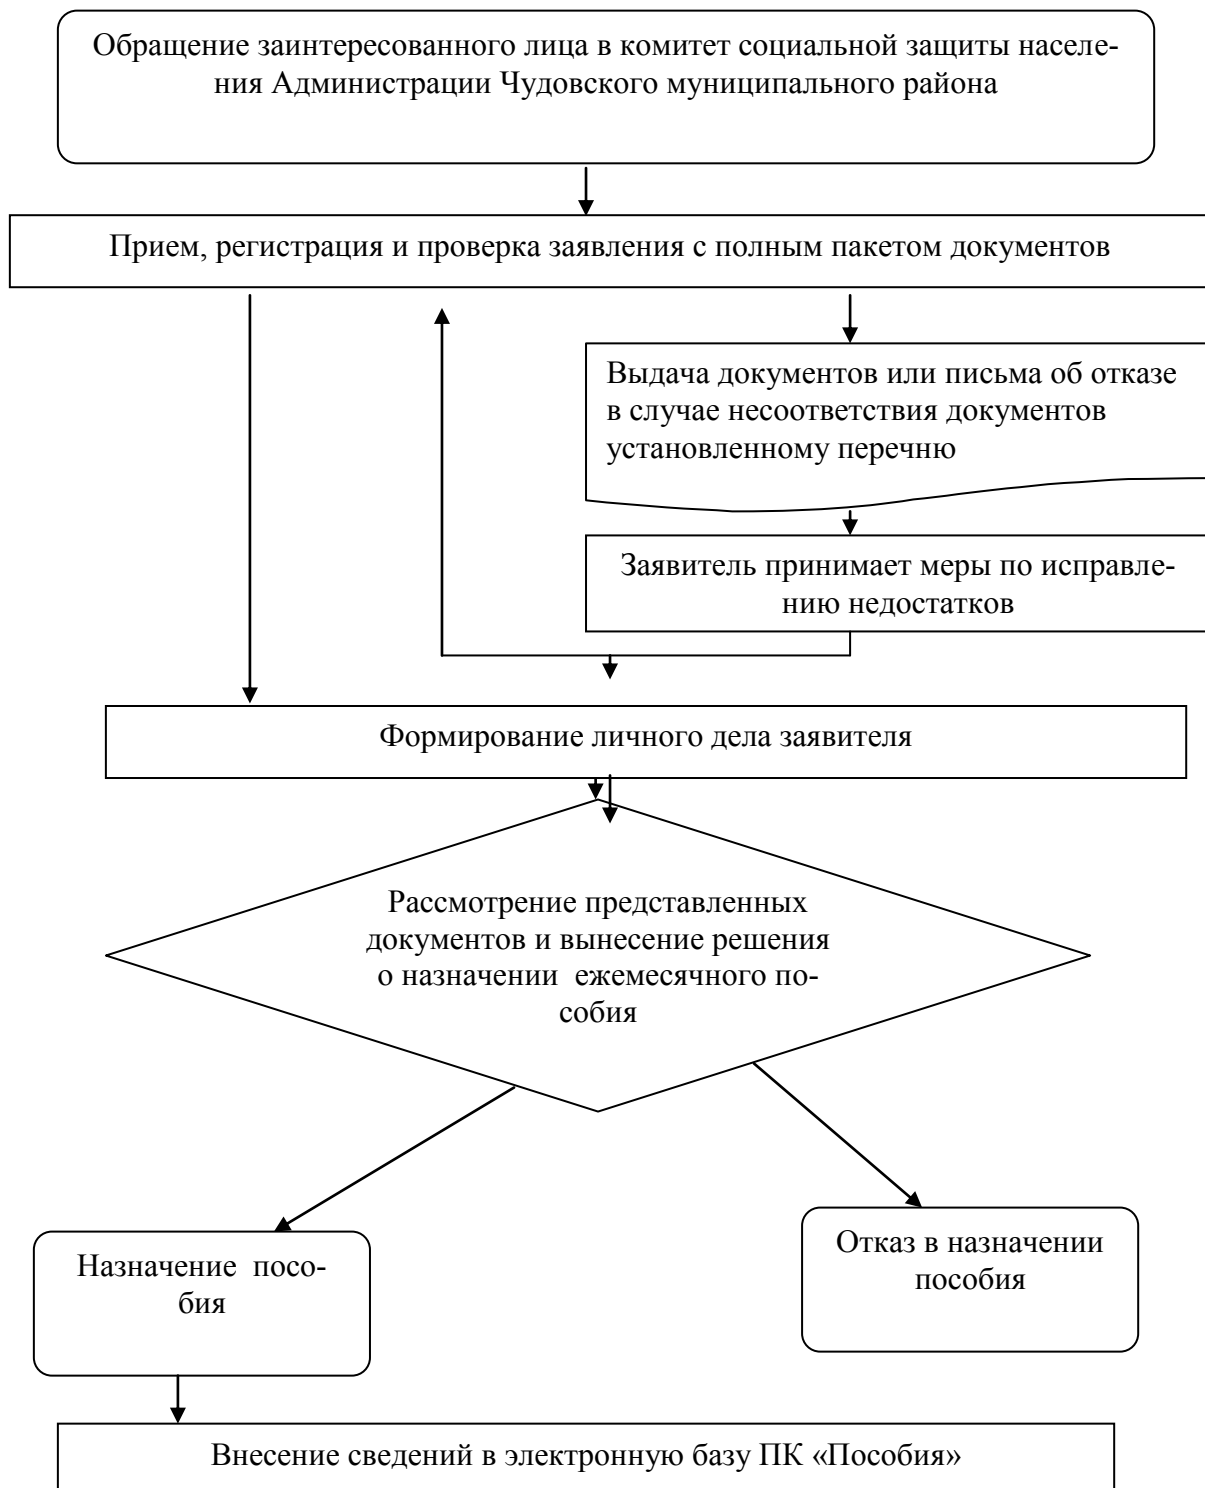 Обращение заинтересованного лица в комитет социальной защиты населе-
ния Администрации Чудовского муниципального района
Прием, регистрация и проверка заявления с полным пакетом документов
Выдача документов или письма об отказе
в случае несоответствия документов
установленному перечню
Заявитель принимает меры по исправле-
нию недостатков
Формирование личного дела заявителя
Рассмотрение представленных
документов и вынесение решения
о назначении  ежемесячного по-
собия
Назначение  посо-
бия
Отказ в назначении
пособия
Внесение сведений в электронную базу ПК «Пособия»